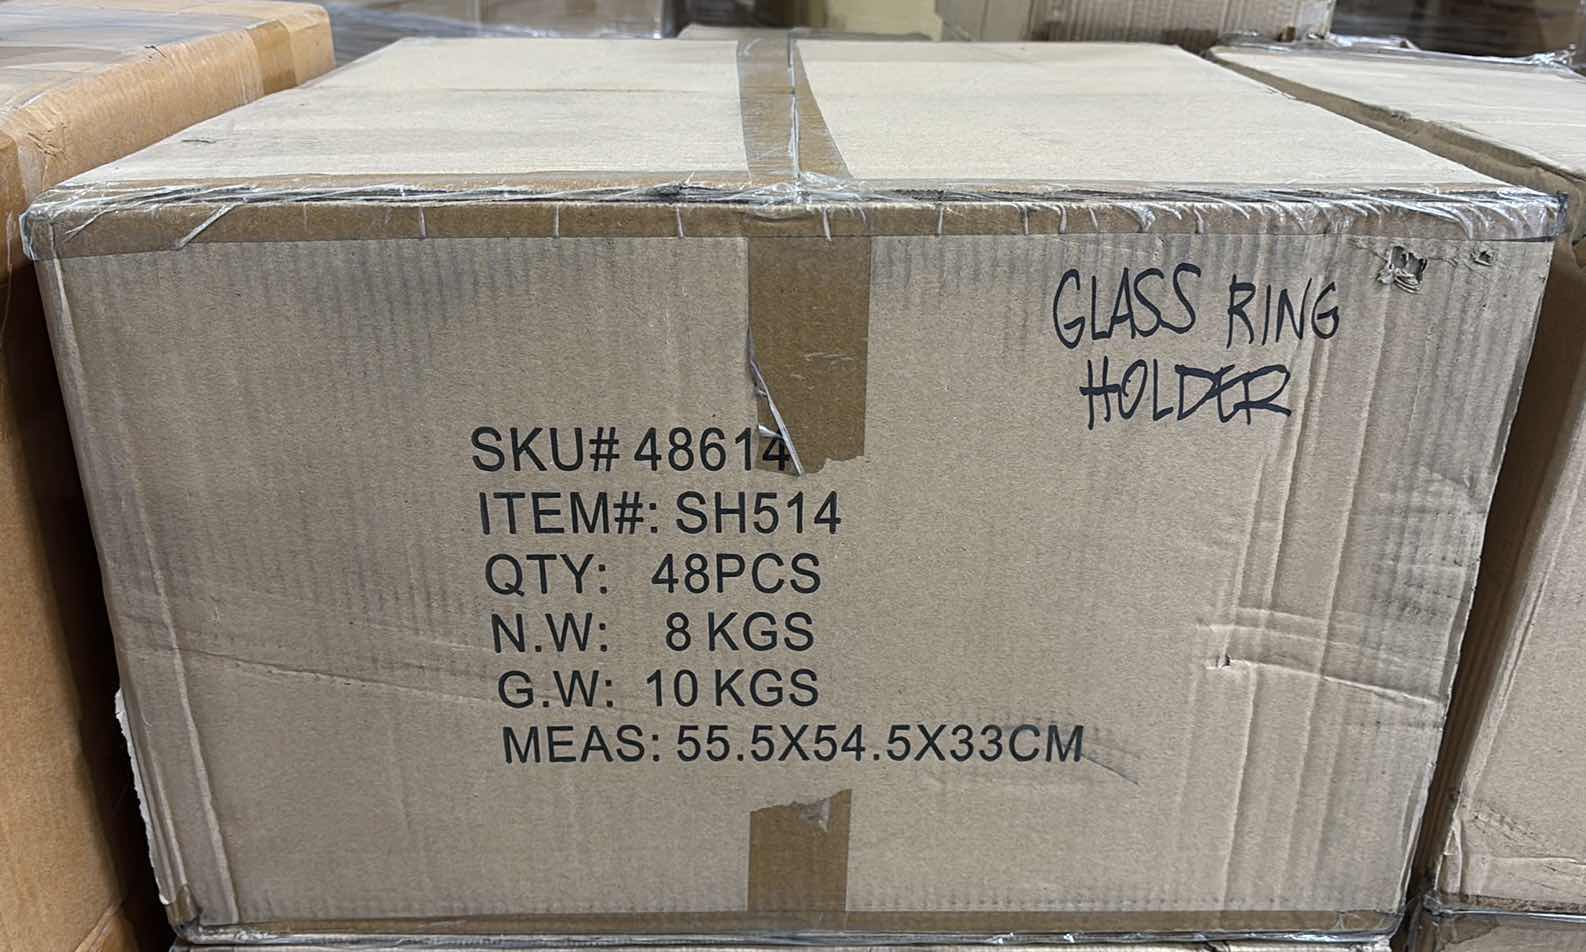 GLASS RING
HOLDER
SKU# 48614
ITEM#: SH514
QTY: 48PCS
N.W: 8 KGS
G.W: 10 KGS
MEAS: 55.5X54.5X33CM